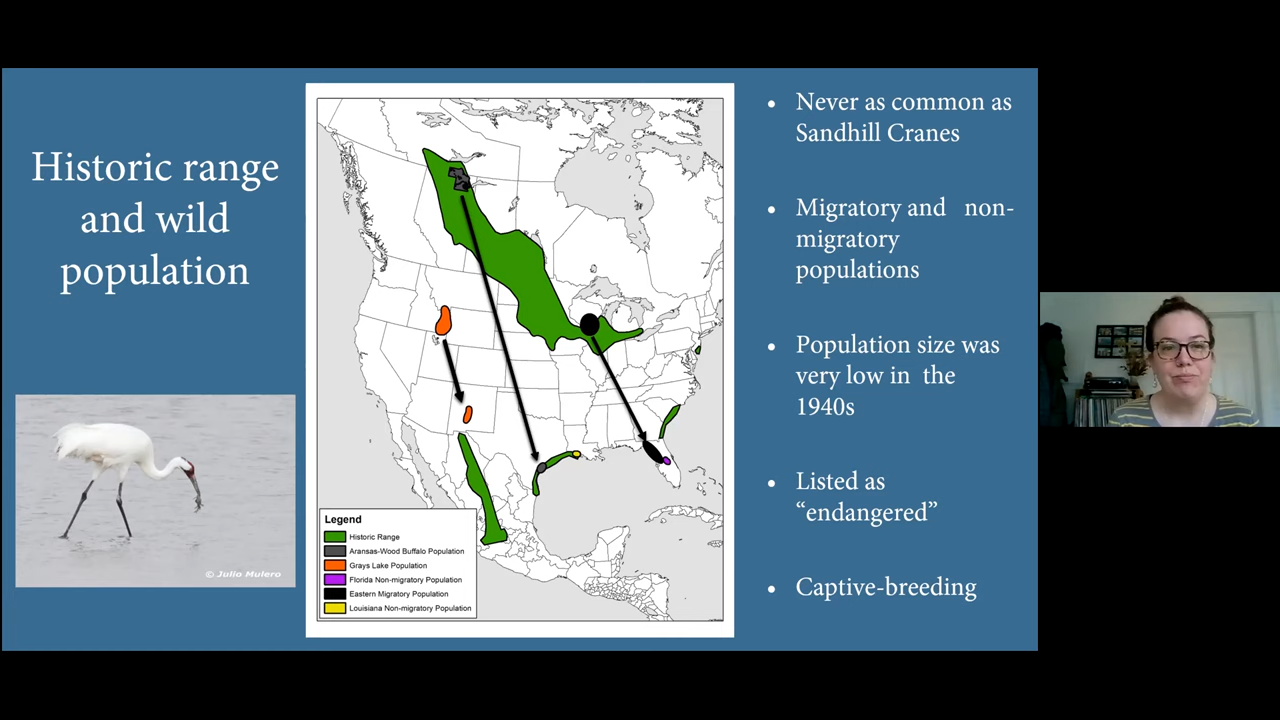 Historic range
and wild
population
© Julio Mulero
Legend
Historic Range
Aransas-Wood Buffalo Population
Grays Lake Population
Florida Non-migratory Population
Eastern Migratory Population
Louisiana Non-migratory Population
• Never as common as
Sandhill Cranes
• Migratory and non-
migratory
populations
• Population size was
very low in the
1940s
• Listed as
“endangered”
• Captive-breeding